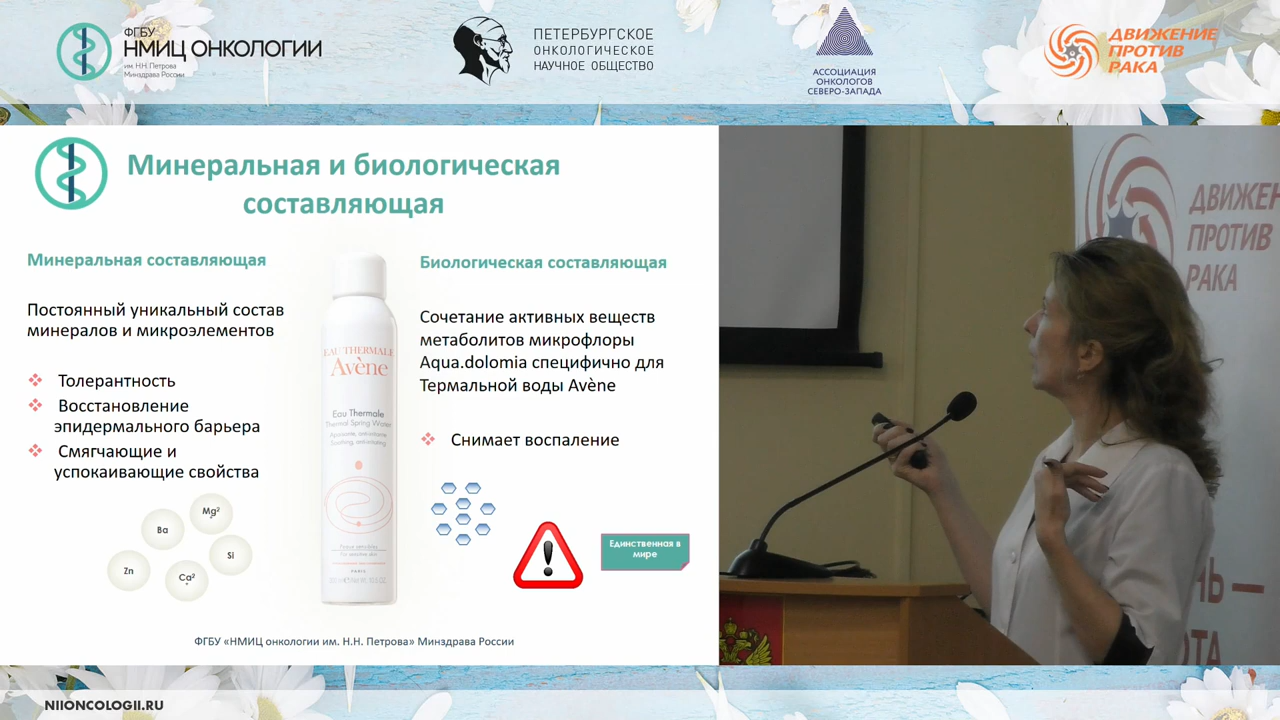 ФГБУ
НМИЦ ОНКОЛОГИИ
им. Н.Н. Петрова
Минздрава России
ПЕТЕРБУРГСКОЕ
ОНКОЛОГИЧЕСКОЕ
НАУЧНОЕ ОБЩЕСТВО
АССОЦИАЦИЯ
ОНКОЛОГОВ
СЕВЕРО-ЗАПАДА
ДВИЖЕНИЕ
ПРОТИВ
РАКА
Минеральная и биологическая
составляющая
Минеральная составляющая
Постоянный уникальный состав
минералов и микроэлементов
❖ Толерантность
❖ Восстановление
эпидермального барьера
❖ Смягчающие и
успокаивающие свойства
Mg²
Ba
Si
Zn
Ca²
EAU THERMALE
Avène
Eau Thermale
Thermal Spring Water
PARIS
Биологическая составляющая
Сочетание активных веществ
метаболитов микрофлоры
Aqua.dolomia специфично для
Термальной воды Avène
❖ Снимает воспаление
!
Единственная в
мире
ФГБУ «НМИЦ онкологии им. Н.Н. Петрова» Минздрава России
ДВИЖЕН
ПРОТИВ
РАКА
Ь —
ОТА
NIIONCOLOGII.RU